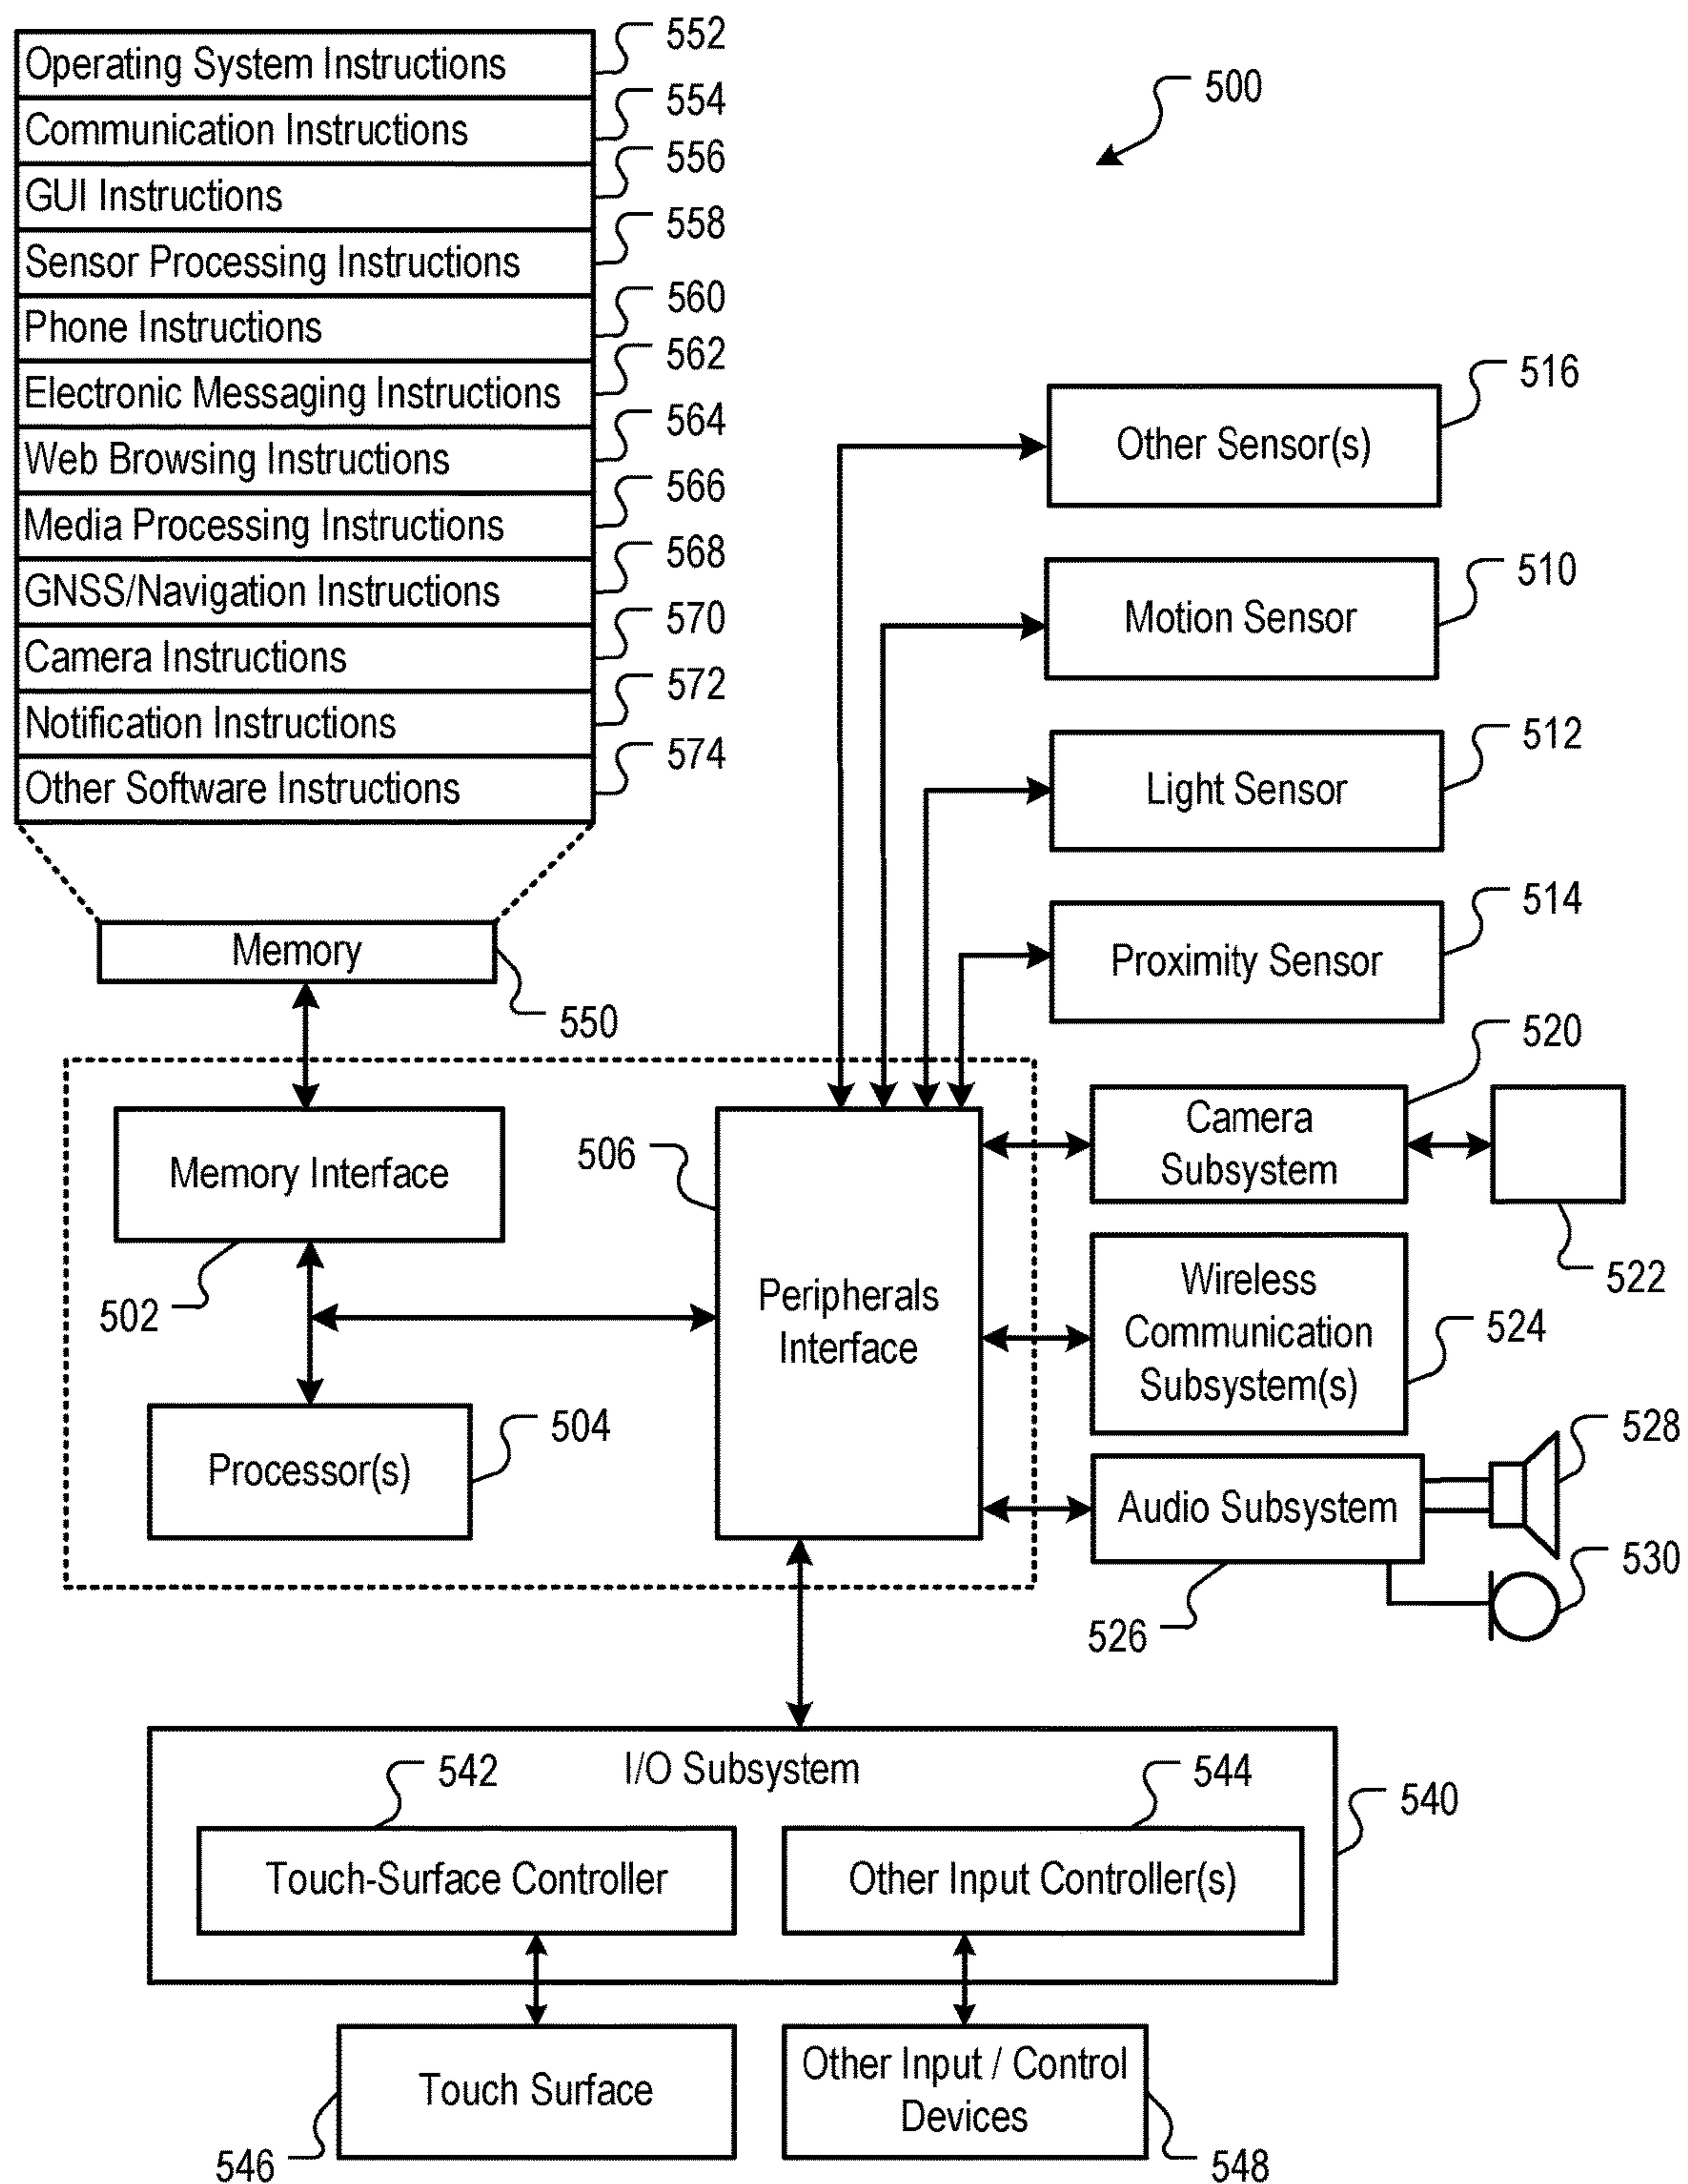 Operating System Instructions
552
Communication Instructions
554
GUI Instructions
556
Sensor Processing Instructions
558
Phone Instructions
560
Electronic Messaging Instructions
562
Web Browsing Instructions
564
Media Processing Instructions
566
GNSS/Navigation Instructions
568
Camera Instructions
570
Notification Instructions
572
Other Software Instructions
574
500
Other Sensor(s)
516
Motion Sensor
510
Light Sensor
512
Proximity Sensor
514
Memory
550
Memory Interface
502
Processor(s)
504
506
Peripherals
Interface
Camera
Subsystem
520
522
Wireless
Communication
Subsystem(s)
524
Audio Subsystem
526
528
530
I/O Subsystem
540
542
Touch-Surface Controller
544
Other Input Controller(s)
Touch Surface
546
Other Input / Control
Devices
548